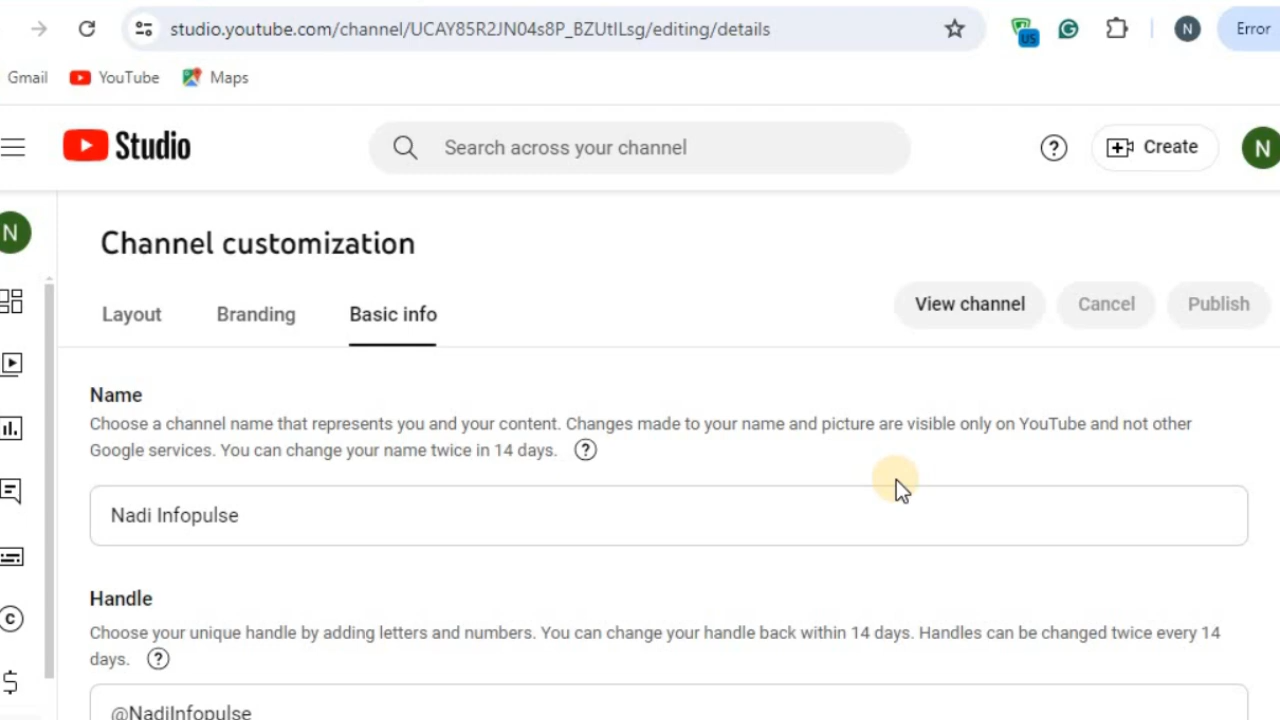 studio.youtube.com/channel/UCAY85R2JN04s8P_BZUtILsg/editing/details
US
N
Error
Gmail
YouTube
Maps
Studio
Search across your channel
?
Create
N
N
Channel customization
Layout
Branding
Basic info
View channel
Cancel
Publish
Name
Choose a channel name that represents you and your content. Changes made to your name and picture are visible only on YouTube and not other
Google services. You can change your name twice in 14 days. ?
Nadi Infopulse
Handle
Choose your unique handle by adding letters and numbers. You can change your handle back within 14 days. Handles can be changed twice every 14
days. ?
@NadiInfopulse